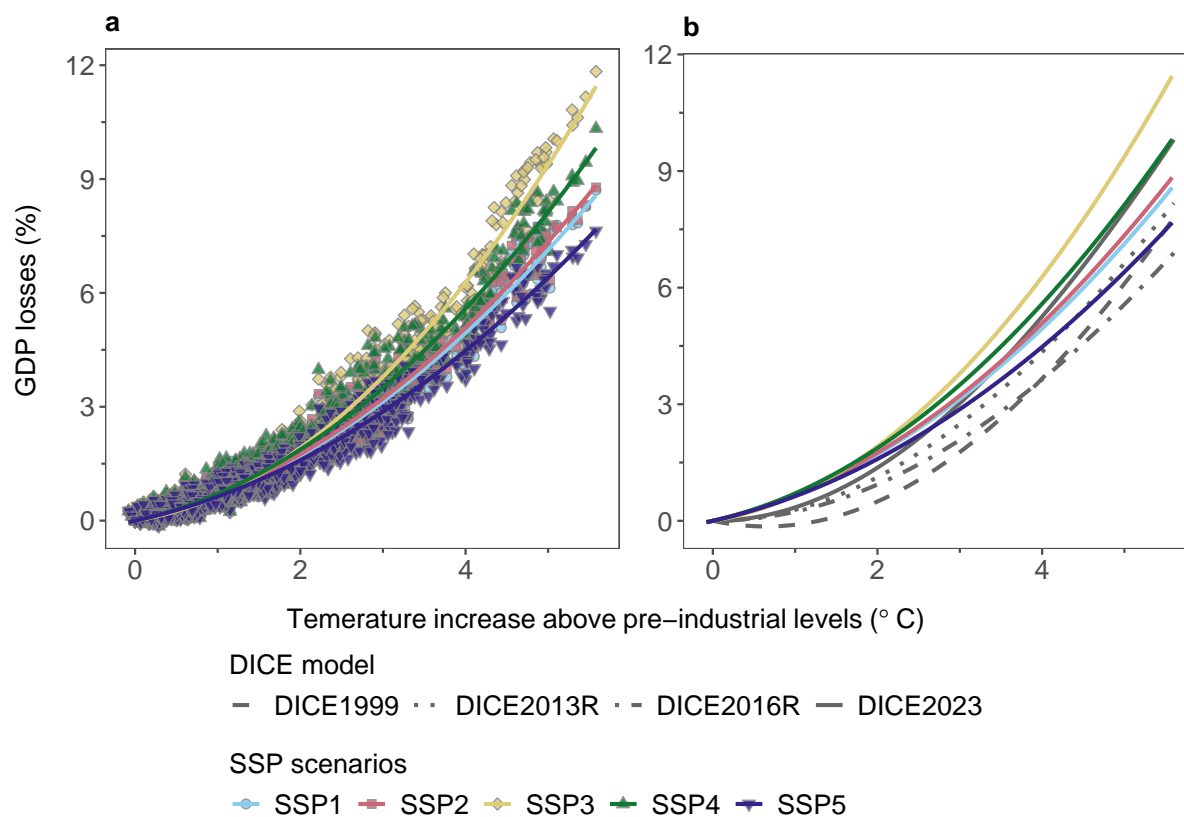 a
b
12
9
6
3
0
0
2
4
GDP losses (%)
12
9
6
3
0
0
2
4
Temerature increase above pre−industrial levels (° C)
DICE model
DICE1999
DICE2013R
DICE2016R
DICE2023
SSP scenarios
SSP1
SSP2
SSP3
SSP4
SSP5